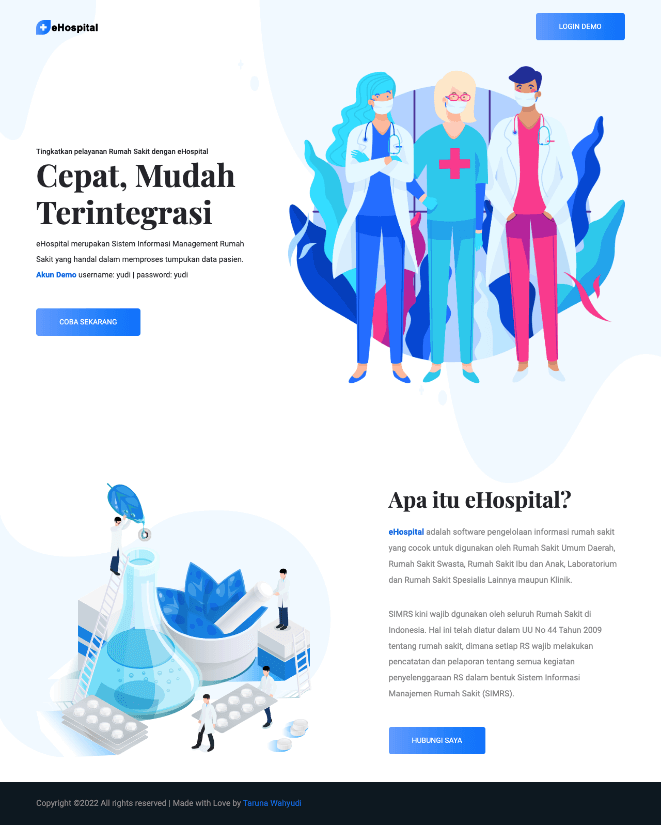 eHospital
LOGIN DEMO
Tingkatkan pelayanan Rumah Sakit dengan eHospital
Cepat, Mudah
Terintegrasi
eHospital merupakan Sistem Informasi Management Rumah
Sakit yang handal dalam memproses tumpukan data pasien.
Akun Demo username: yudi | password: yudi
COBA SEKARANG
Apa itu eHospital?
eHospital adalah software pengelolaan informasi rumah sakit
yang cocok untuk digunakan oleh Rumah Sakit Umum Daerah,
Rumah Sakit Swasta, Rumah Sakit Ibu dan Anak, Laboratorium
dan Rumah Sakit Spesialis Lainnya maupun Klinik.
SIMRS kini wajib dgunakan oleh seluruh Rumah Sakit di
Indonesia. Hal ini telah diatur dalam UU No 44 Tahun 2009
tentang rumah sakit, dimana setiap RS wajib melakukan
pencatatan dan pelaporan tentang semua kegiatan
penyelenggaraan RS dalam bentuk Sistem Informasi
Manajemen Rumah Sakit (SIMRS).
HUBUNGI SAYA
Copyright ©2022 All rights reserved | Made with Love by Taruna Wahyudi